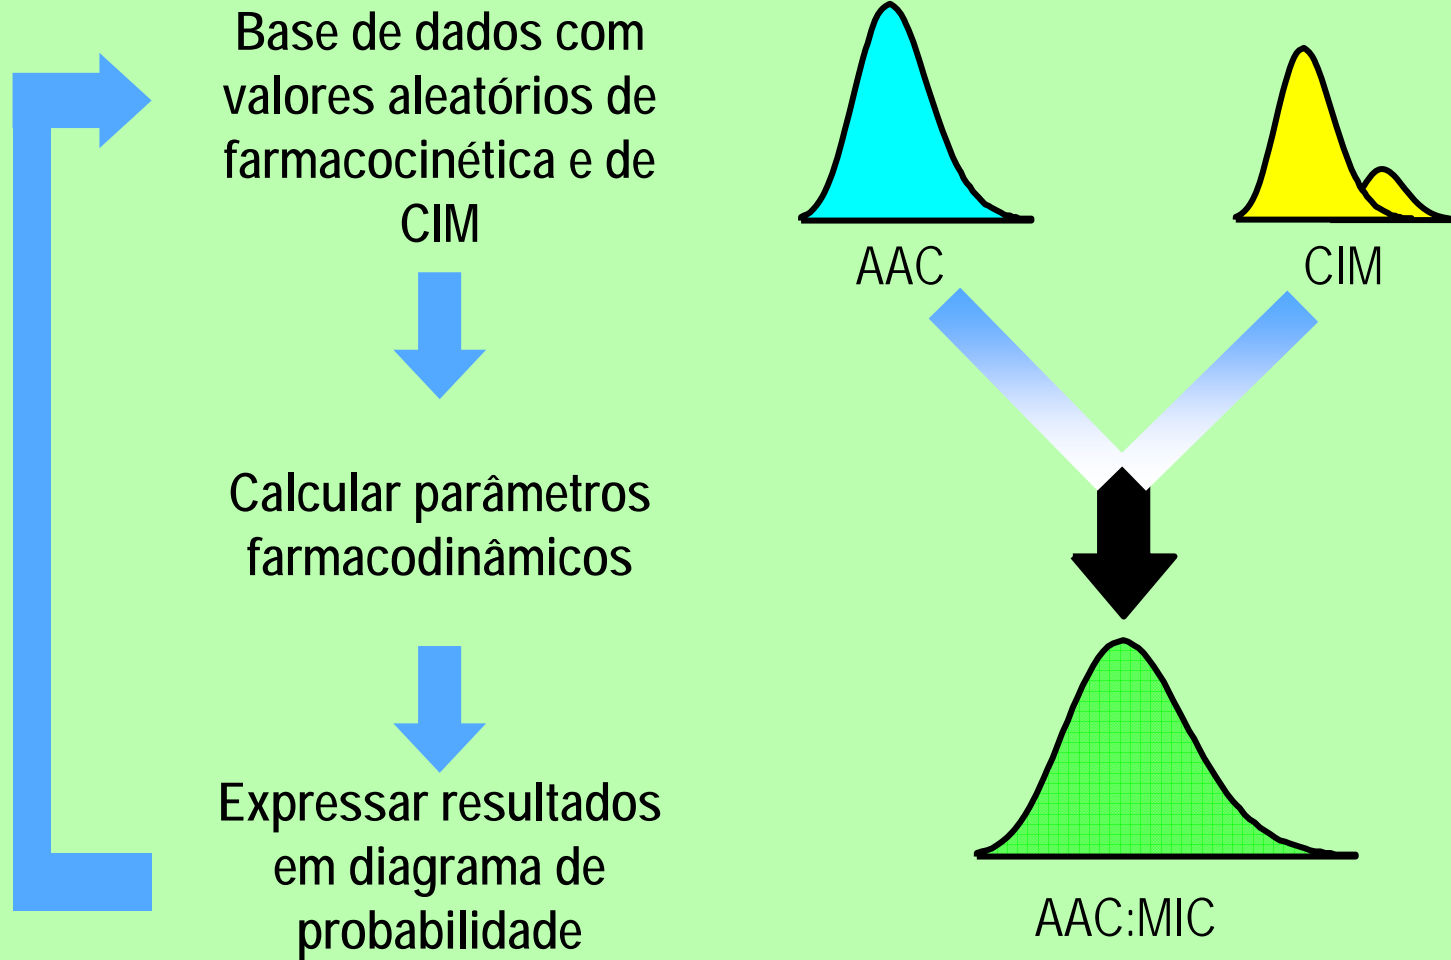 Base de dados com
valores aleatórios de
farmacocinética e de
CIM
AAC
CIM
Calcular parâmetros
farmacodinâmicos
Expressar resultados
em diagrama de
probabilidade
AAC:MIC